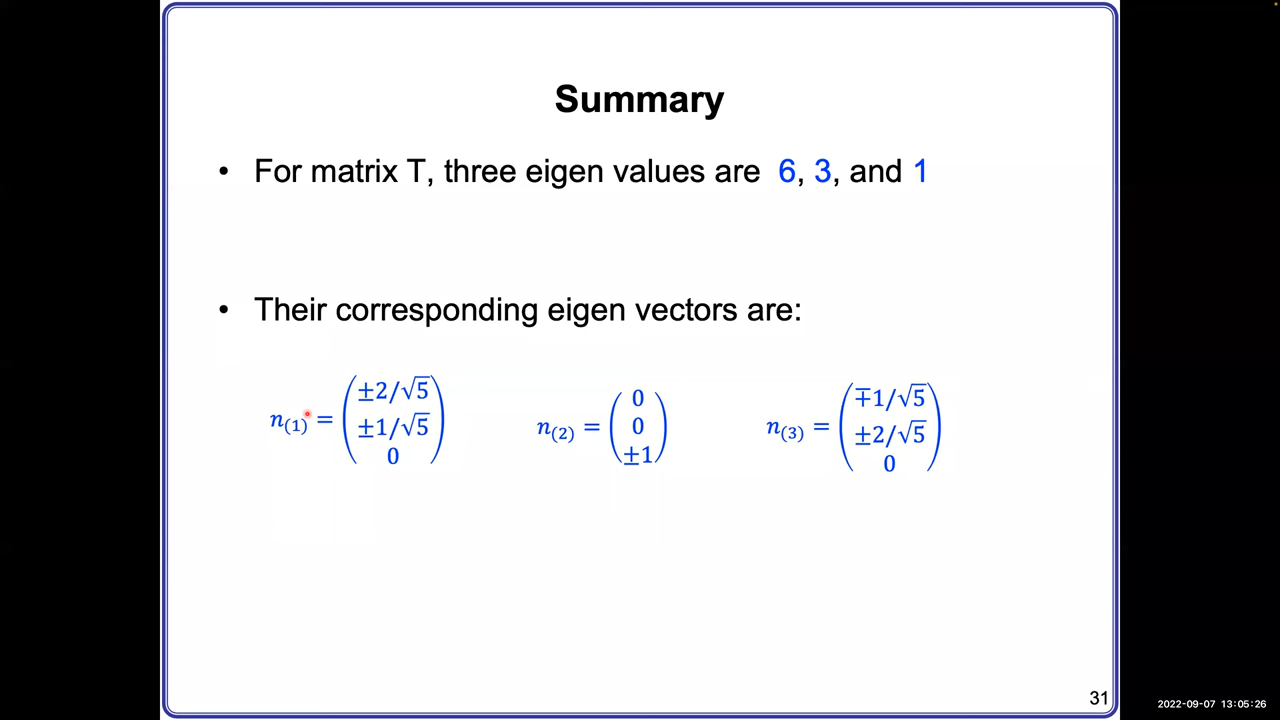 Summary
• For matrix T, three eigen values are 6, 3, and 1
• Their corresponding eigen vectors are:
n₍₁₎ = (±2/√5 ±1/√5 0)
n₍₂₎ = (0 0 ±1)
n₍₃₎ = (∓1/√5 ±2/√5 0)
31
2022-09-07 13:05:26